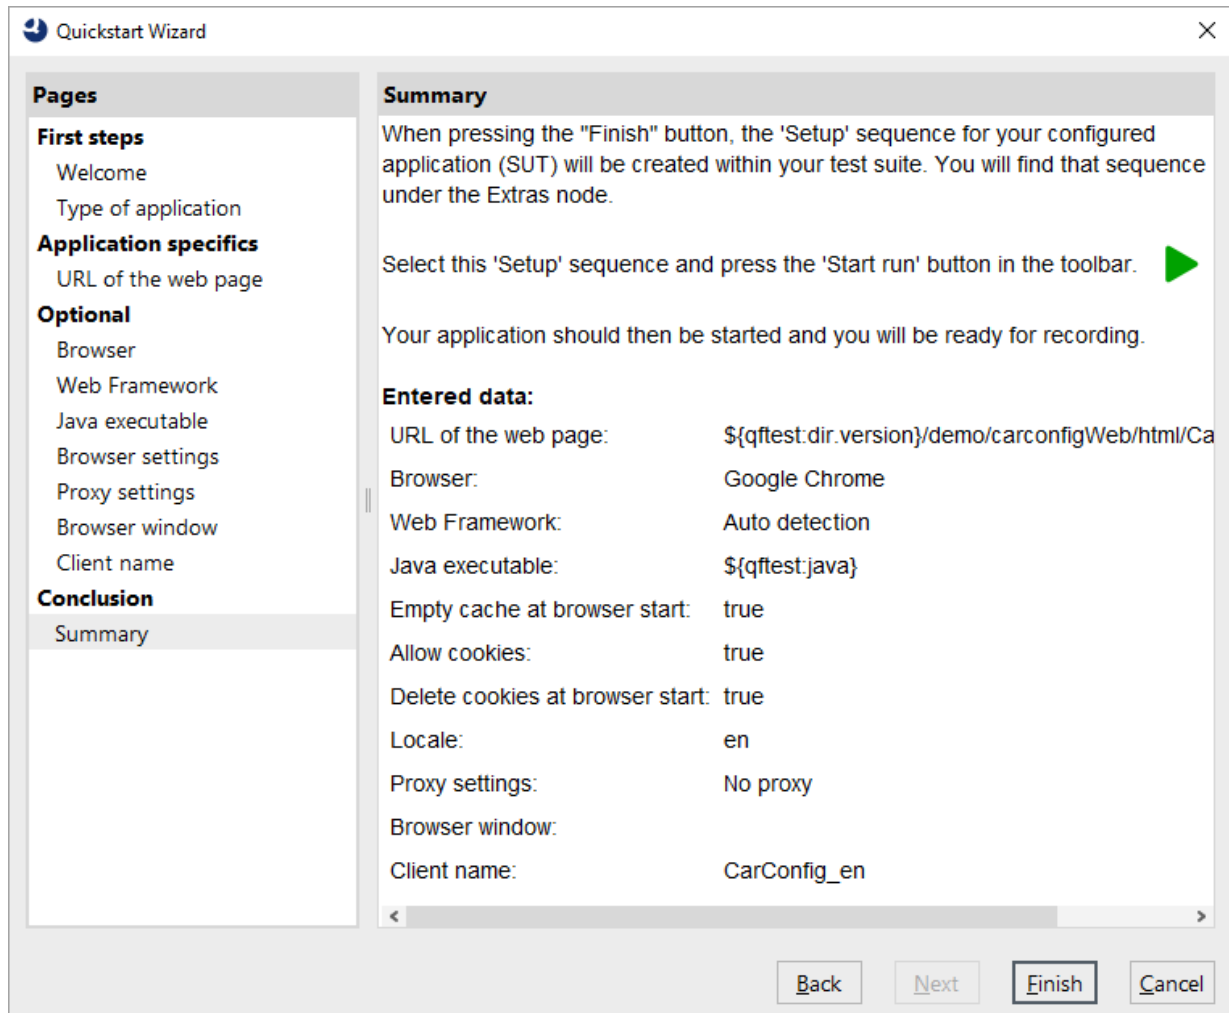 Quickstart Wizard
Pages
First steps
Welcome
Type of application
Application specifics
URL of the web page
Optional
Browser
Web Framework
Java executable
Browser settings
Proxy settings
Browser window
Client name
Conclusion
Summary
Summary
When pressing the "Finish" button, the 'Setup' sequence for your configured
application (SUT) will be created within your test suite. You will find that sequence
under the Extras node.
Select this 'Setup' sequence and press the 'Start run' button in the toolbar.
Your application should then be started and you will be ready for recording.
Entered data:
URL of the web page: ${qftest:dir.version}/demo/carconfigWeb/html/Ca
Browser: Google Chrome
Web Framework: Auto detection
Java executable: ${qftest:java}
Empty cache at browser start: true
Allow cookies: true
Delete cookies at browser start: true
Locale: en
Proxy settings: No proxy
Browser window:
Client name: CarConfig_en
Back Next Finish Cancel